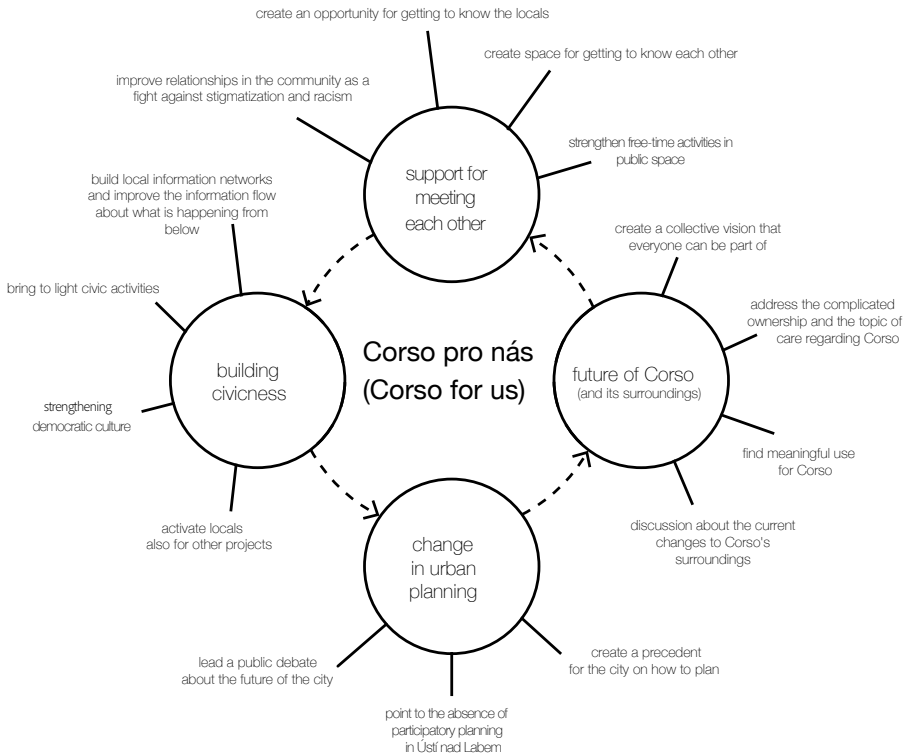 create an opportunity for getting to know the locals
create space for getting to know each other
improve relationships in the community as a
fight against stigmatization and racism
strengthen free-time activities in
public space
support for
meeting
each other
build local information networks
and improve the information flow
about what is happening from
below
create a collective vision that
everyone can be part of
bring to light civic activities
address the complicated
ownership and the topic of
care regarding Corso
Corso pro nás
(Corso for us)
building
civicness
future of Corso
(and its surroundings)
strengthening
democratic culture
find meaningful use
for Corso
activate locals
also for other projects
discussion about the current
changes to Corso's
surroundings
change
in urban
planning
lead a public debate
about the future of the city
create a precedent
for the city on how to plan
point to the absence of
participatory planning
in Ústí nad Labem